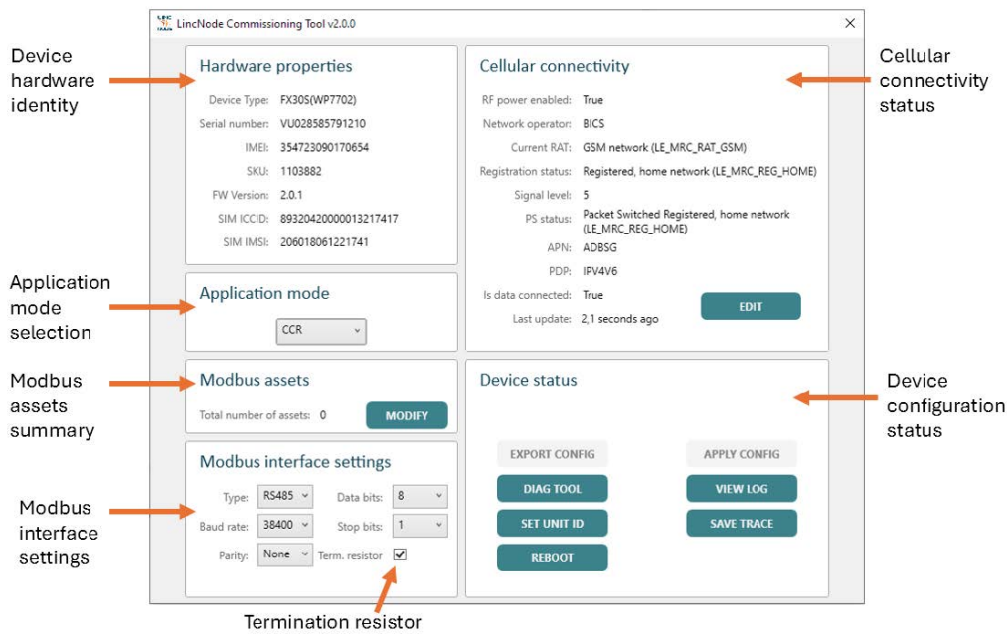 LincNode Commissioning Tool v2.0.0
Device
hardware
identity
Hardware properties
Device Type: FX30S(WP7702)
Serial number: VU028585791210
IMEI: 354723090170654
SKU: 1103882
FW Version: 2.0.1
SIM ICCID: 89320420000013217417
SIM IMSI: 206018061221741
Cellular connectivity
RF power enabled: True
Network operator: BICS
Current RAT: GSM network (LE_MRC_RAT_GSM)
Registration status: Registered, home network (LE_MRC_REG_HOME)
Signal level: 5
PS status: Packet Switched Registered, home network
(LE_MRC_REG_HOME)
APN: ADBSG
PDP: IPV4V6
Is data connected: True
Last update: 2,1 seconds ago
EDIT
Cellular
connectivity
status
Application
mode
selection
Application mode
CCR
Modbus
assets
summary
Modbus assets
Total number of assets: 0
MODIFY
Device status
EXPORT CONFIG
APPLY CONFIG
DIAG TOOL
VIEW LOG
SET UNIT ID
SAVE TRACE
REBOOT
Device
configuration
status
Modbus
interface
settings
Modbus interface settings
Type: RS485 Data bits: 8
Baud rate: 38400 Stop bits: 1
Parity: None Term. resistor
Termination resistor